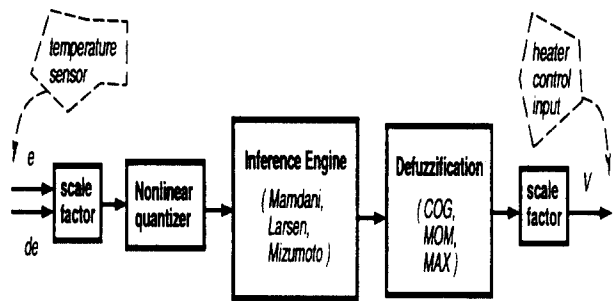 temperature
sensor
heater
control
input
e
de
scale
factor
Nonlinear
quantizer
Inference Engine
( Mamdani,
Larsen,
Mizumoto )
Defuzzification
( COG,
MOM,
MAX )
scale
factor
V